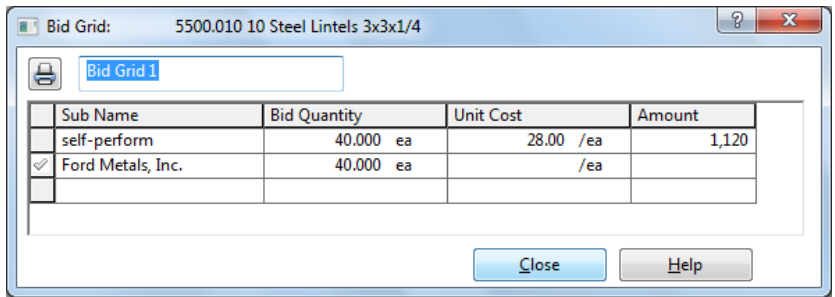 Bid Grid: 5500.010 10 Steel Lintels 3x3x1/4
Bid Grid 1
Sub Name Bid Quantity Unit Cost Amount
self-perform 40.000 ea 28.00 /ea 1,120
Ford Metals, Inc. 40.000 ea /ea
Close Help